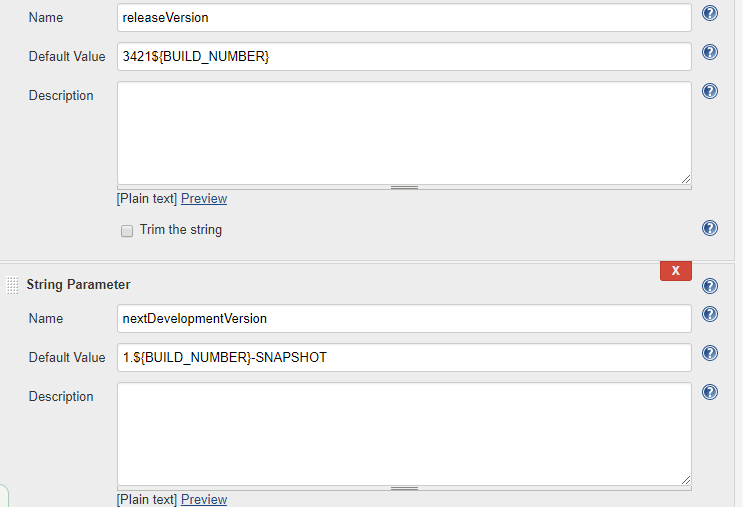 Name releaseVersion
Default Value 3421${BUILD_NUMBER}
Description
[Plain text] Preview
Trim the string
X
String Parameter
Name nextDevelopmentVersion
Default Value 1.${BUILD_NUMBER}-SNAPSHOT
Description
[Plain text] Preview